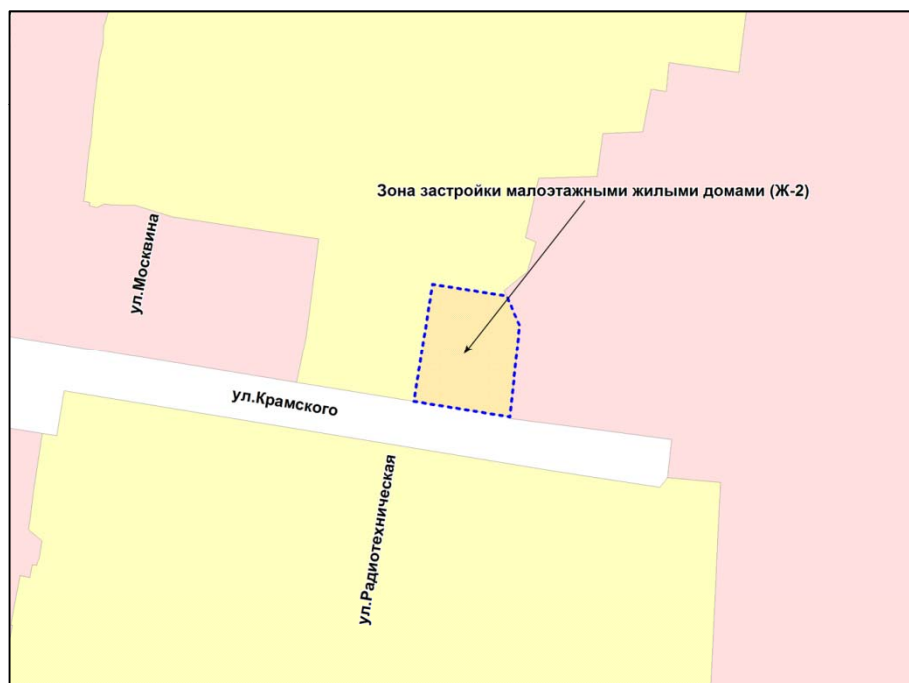 Зона застройки малоэтажными жилыми домами (Ж-2)
ул.Москвина
ул.Крамского
ул.Радиотехническая